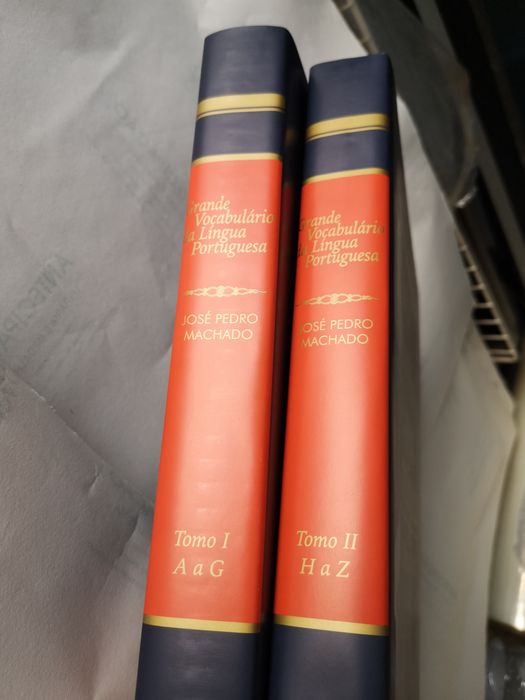 Grande
Vocabulário
da Língua
Portuguesa
JOSÉ PEDRO
MACHADO
Tomo I
A a G
Grande
Vocabulário
da Língua
Portuguesa
JOSÉ PEDRO
MACHADO
Tomo II
H a Z